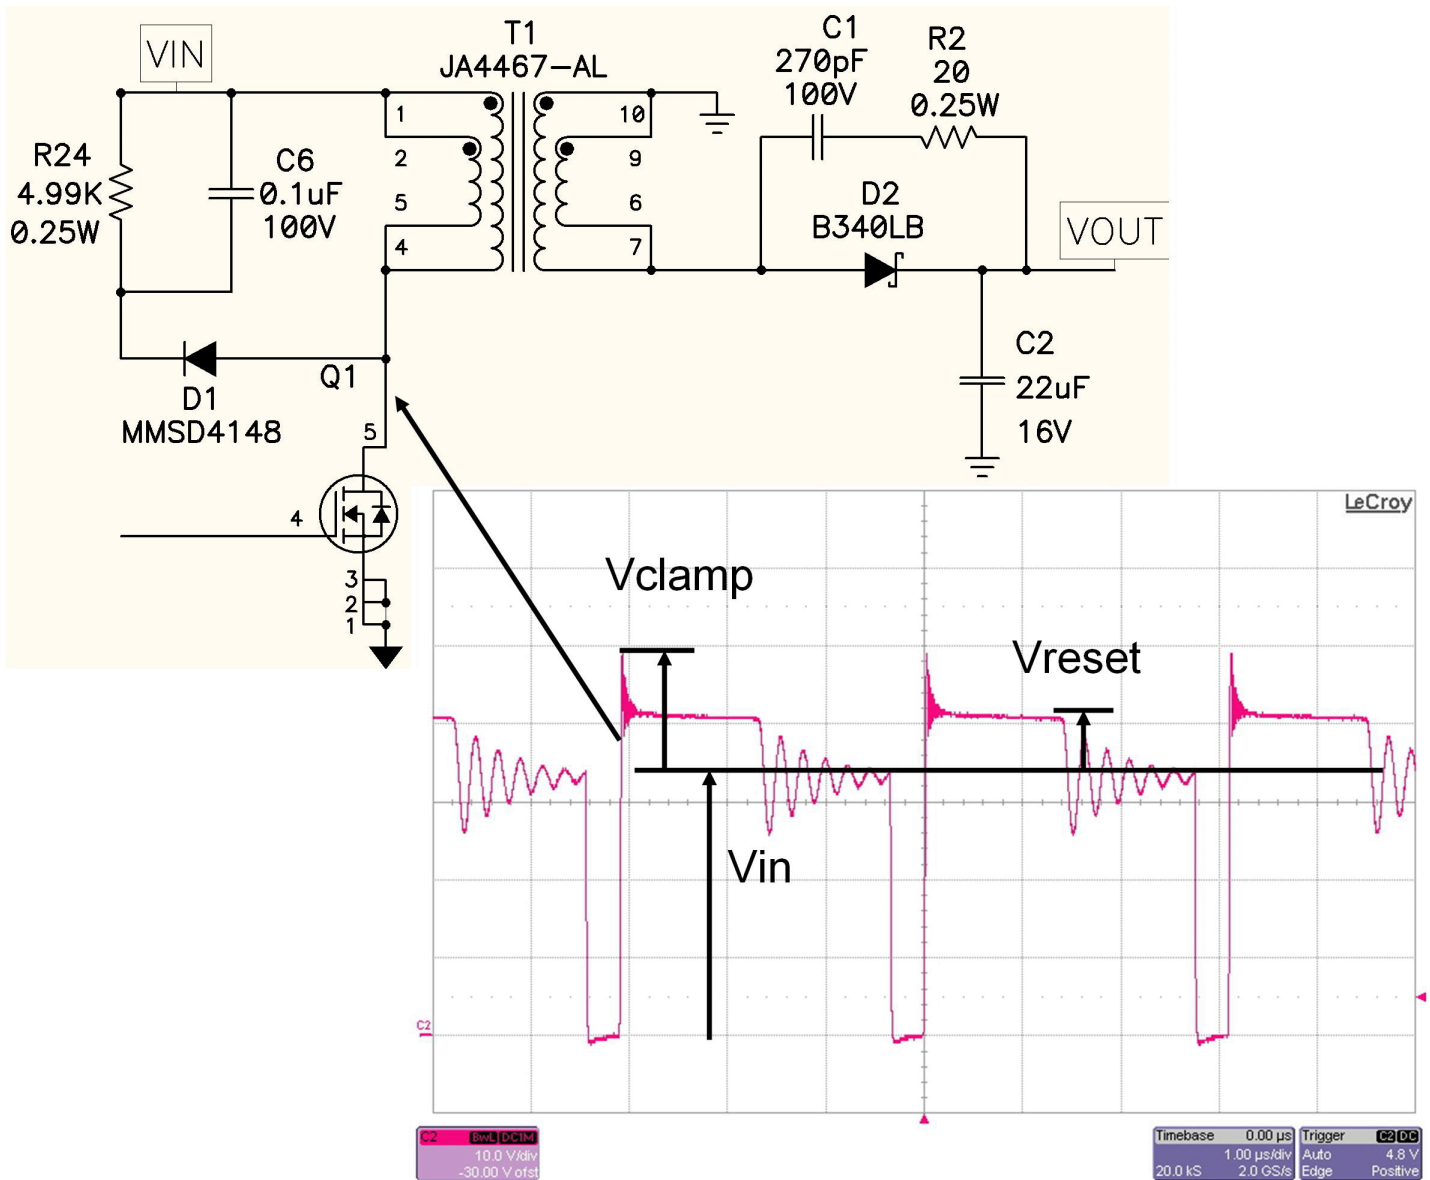 VIN
T1
JA4467-AL
C1
270pF
100V
R2
20
0.25W
1
10
R24
4.99K
0.25W
C6
0.1uF
100V
2
9
5
6
4
7
D2
B340LB
VOUT
D1
MMSD4148
Q1
5
C2
22uF
16V
4
3
2
1
LeCroy
Vclamp
Vreset
Vin
C2
C2 BwL DC1M
10.0 V/div
-30.00 V ofst
Timebase 0.00 µs
1.00 µs/div
20.0 kS 2.0 GS/s
Trigger C2 DC
Auto 4.8 V
Edge Positive